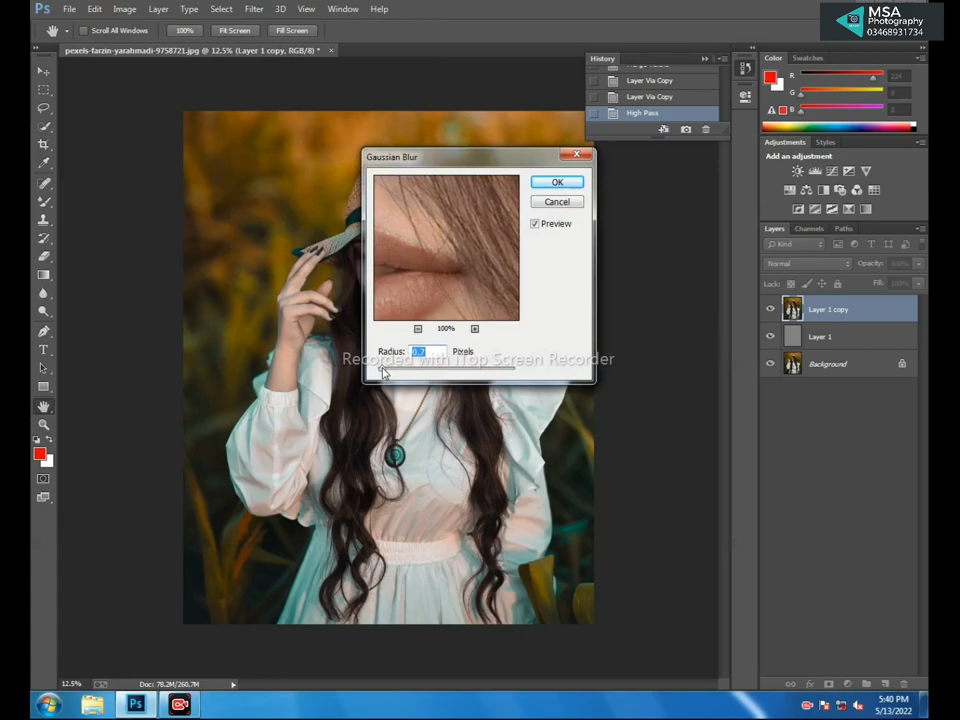 Ps File Edit Image Layer Type Select Filter 3D View Window Help
MSA
Photography
03468931734
Scroll All Windows 100% Fit Screen Fill Screen
pexels-farzin-yarahmadi-9758721.jpg @ 12.5% (Layer 1 copy, RGB/8) * ×
History
Layer Via Copy
Layer Via Copy
High Pass
Color Swatches
R 224
G
B
Adjustments Styles
Add an adjustment
Gaussian Blur
OK
Cancel
Preview
100%
Radius: Pixels
Recorded with iTop Screen Recorder
Layers Channels Paths
Kind
Normal Opacity: 100%
Lock: Fill: 100%
Layer 1 copy
Layer 1
Background
12.5% Doc: 78.2M/260.7M
Ps
5:40 PM
5/13/2022